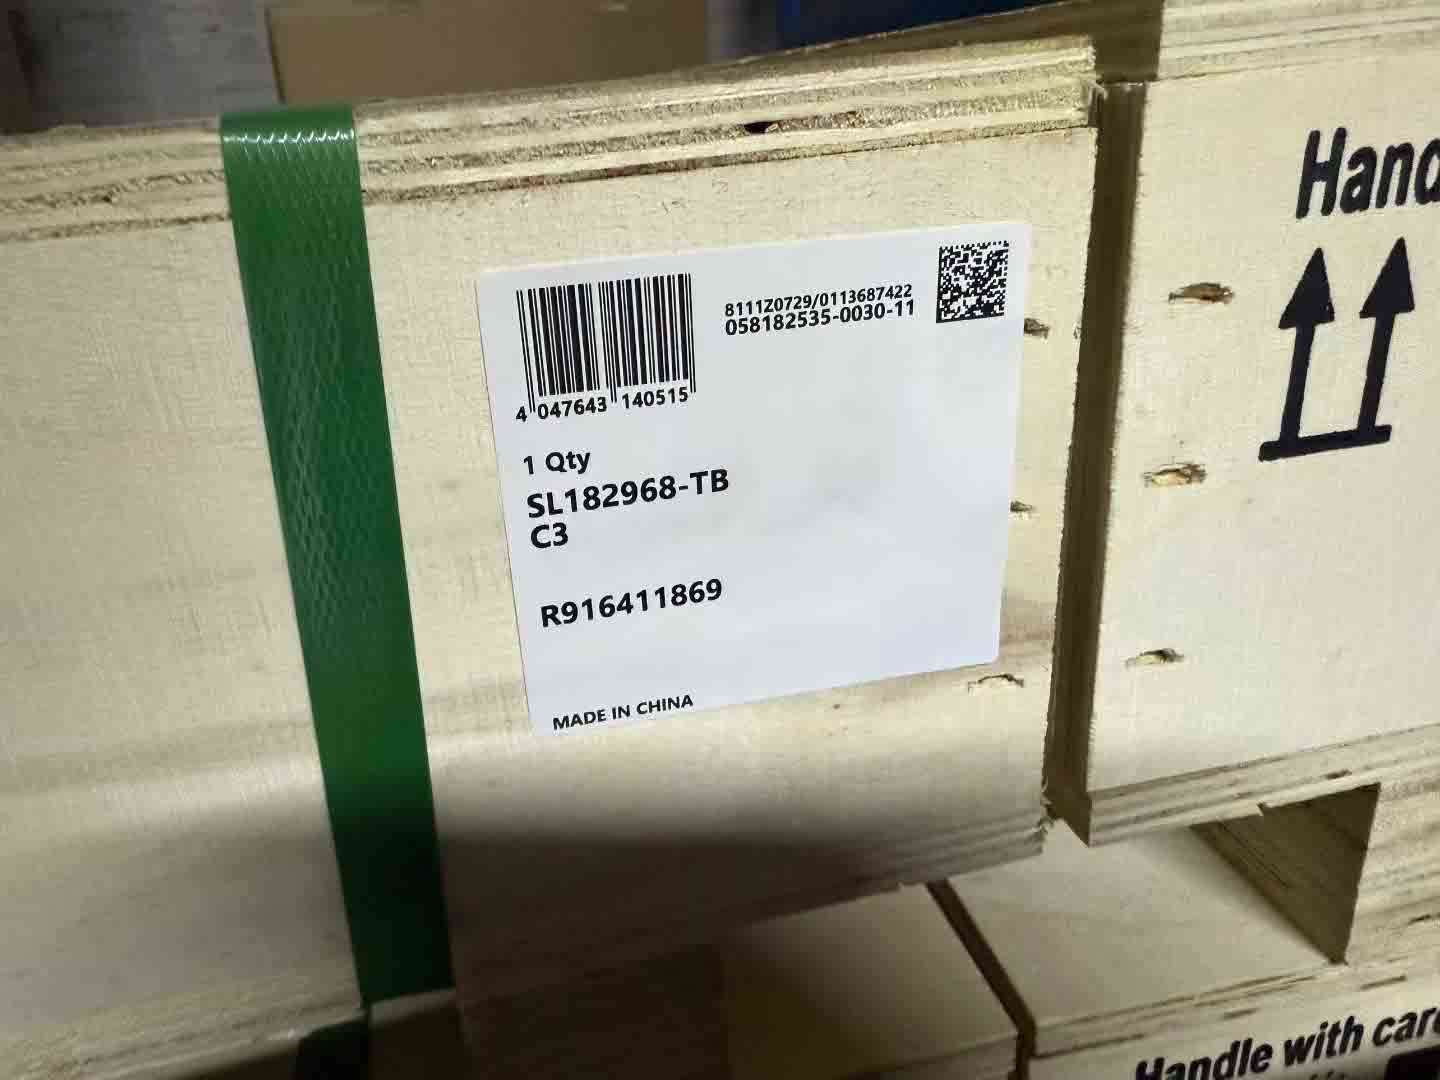 8111Z0729/0113687422
058182535-0030-11
4 047643 140515
1 Qty
SL182968-TB
C3
R916411869
MADE IN CHINA
Handle with care